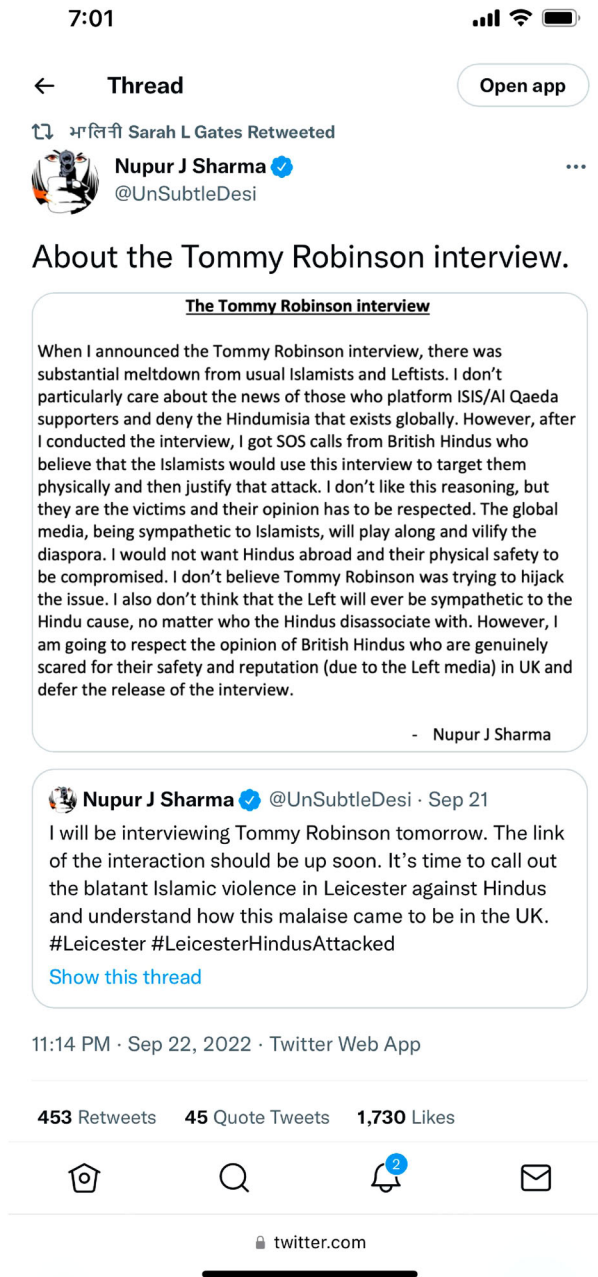 7:01
Thread
Open app
ਮਾਲਿਨੀ Sarah L Gates Retweeted
Nupur J Sharma
@UnSubtleDesi
About the Tommy Robinson interview.
The Tommy Robinson interview
When I announced the Tommy Robinson interview, there was
substantial meltdown from usual Islamists and Leftists. I don't
particularly care about the news of those who platform ISIS/Al Qaeda
supporters and deny the Hindumisia that exists globally. However, after
I conducted the interview, I got SOS calls from British Hindus who
believe that the Islamists would use this interview to target them
physically and then justify that attack. I don't like this reasoning, but
they are the victims and their opinion has to be respected. The global
media, being sympathetic to Islamists, will play along and vilify the
diaspora. I would not want Hindus abroad and their physical safety to
be compromised. I don't believe Tommy Robinson was trying to hijack
the issue. I also don't think that the Left will ever be sympathetic to the
Hindu cause, no matter who the Hindus disassociate with. However, I
am going to respect the opinion of British Hindus who are genuinely
scared for their safety and reputation (due to the Left media) in UK and
defer the release of the interview.
- Nupur J Sharma
Nupur J Sharma @UnSubtleDesi · Sep 21
I will be interviewing Tommy Robinson tomorrow. The link
of the interaction should be up soon. It's time to call out
the blatant Islamic violence in Leicester against Hindus
and understand how this malaise came to be in the UK.
#Leicester #LeicesterHindusAttacked
Show this thread
11:14 PM · Sep 22, 2022 · Twitter Web App
453 Retweets 45 Quote Tweets 1,730 Likes
2
twitter.com